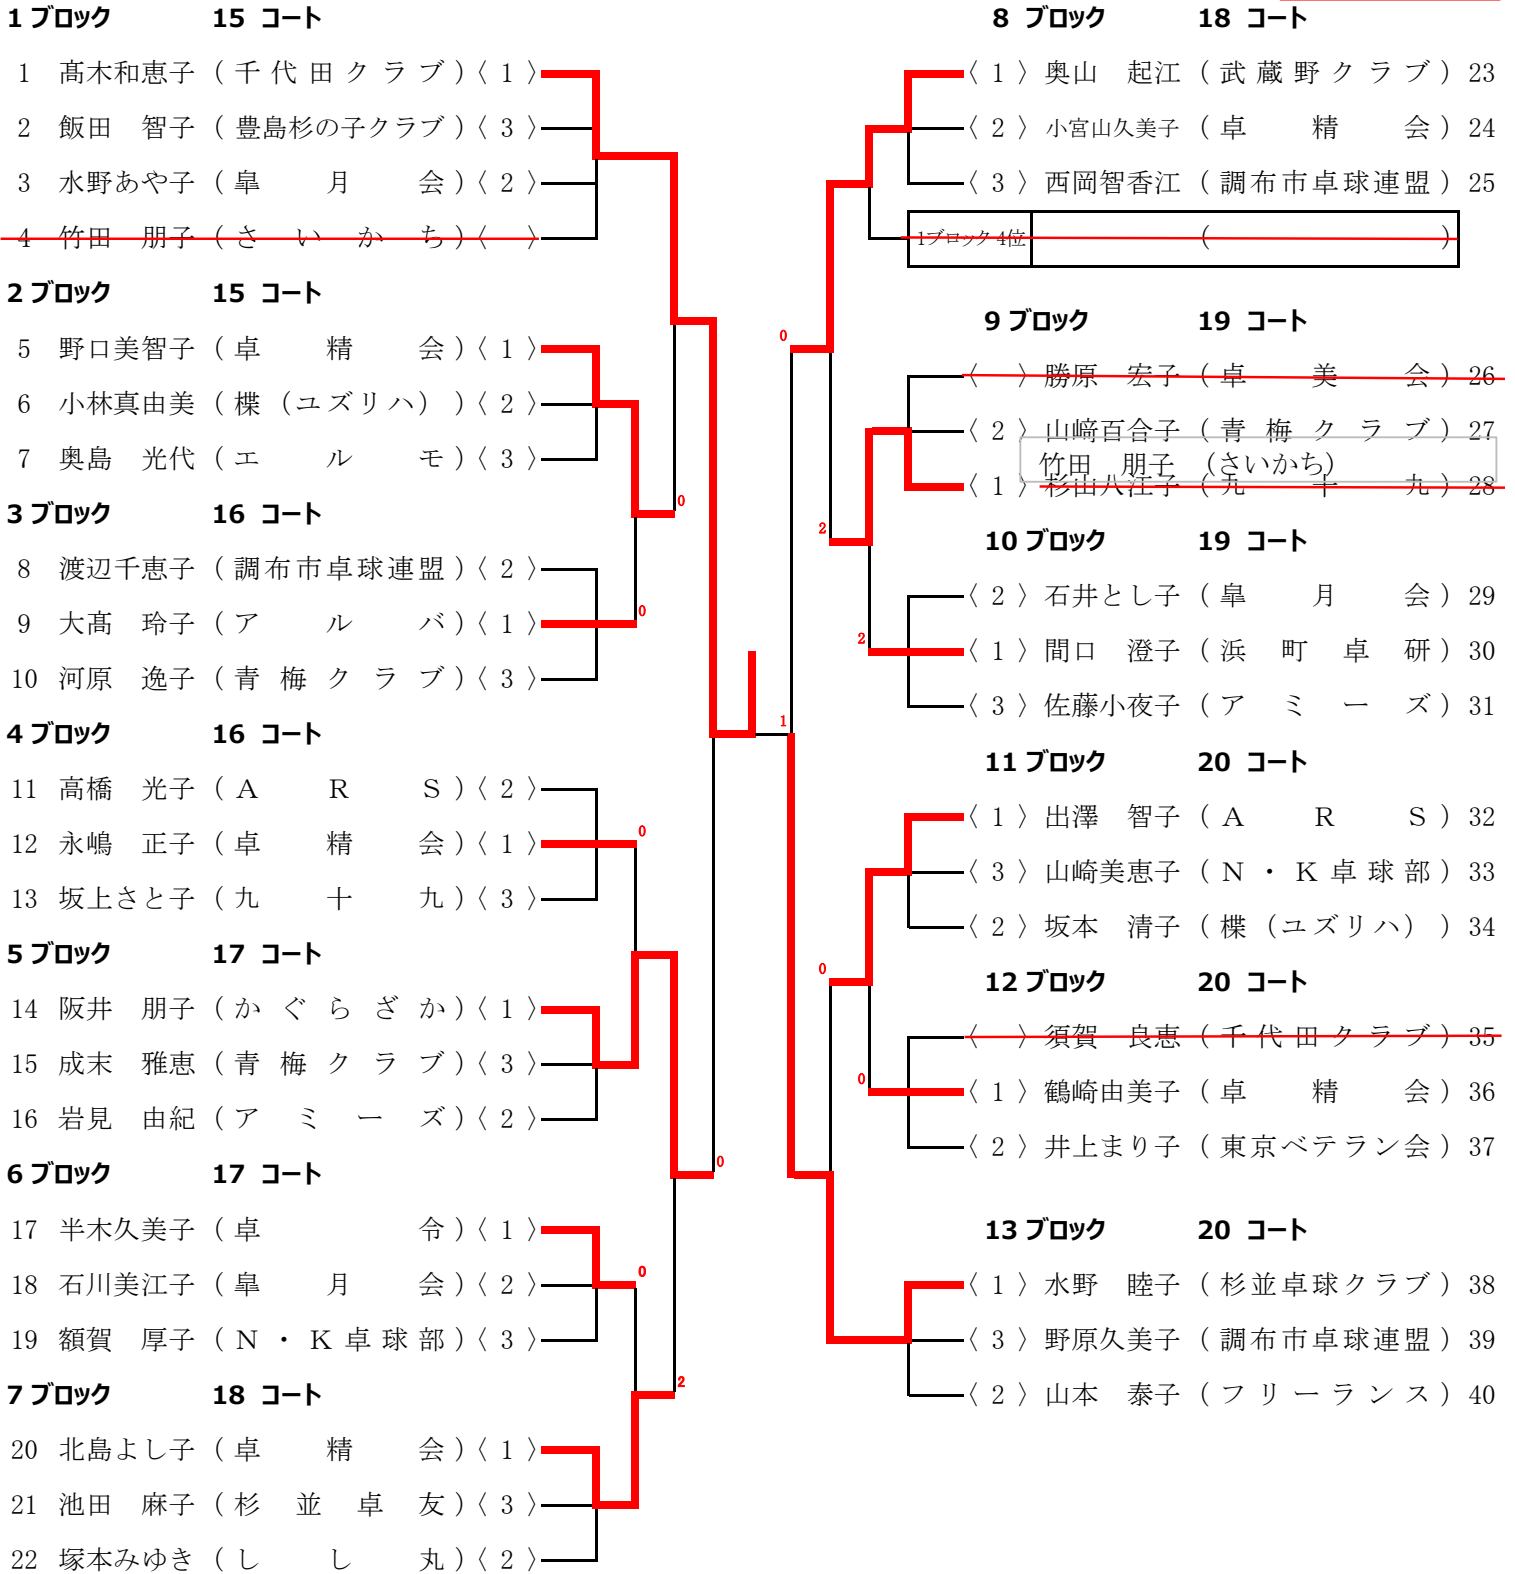 1 ブロック 15 コート
1 髙木和恵子 （千代田クラブ）〈 1 〉
2 飯田 智子 （豊島杉の子クラブ）〈 3 〉
3 水野あや子 （皐月会）〈 2 〉
4 竹田 朋子 （さいかち）〈 〉
2 ブロック 15 コート
5 野口美智子 （卓精会）〈 1 〉
6 小林真由美 （楪（ユズリハ））〈 2 〉
7 奥島 光代 （エルモ）〈 3 〉
0
3 ブロック 16 コート
8 渡辺千恵子 （調布市卓球連盟）〈 2 〉
0
9 大髙 玲子 （アルバ）〈 1 〉
10 河原 逸子 （青梅クラブ）〈 3 〉
4 ブロック 16 コート
11 高橋 光子 （ＡＲＳ）〈 2 〉
0
12 永嶋 正子 （卓精会）〈 1 〉
13 坂上さと子 （九十九）〈 3 〉
5 ブロック 17 コート
14 阪井 朋子 （かぐらざか）〈 1 〉
15 成末 雅恵 （青梅クラブ）〈 3 〉
16 岩見 由紀 （アミーズ）〈 2 〉
0
6 ブロック 17 コート
17 半木久美子 （卓令）〈 1 〉
0
18 石川美江子 （皐月会）〈 2 〉
19 額賀 厚子 （Ｎ・Ｋ卓球部）〈 3 〉
2
7 ブロック 18 コート
20 北島よし子 （卓精会）〈 1 〉
21 池田 麻子 （杉並卓友）〈 3 〉
22 塚本みゆき （しし丸）〈 2 〉
8 ブロック 18 コート
〈 1 〉 奥山 起江 （武蔵野クラブ） 23
〈 2 〉 小宮山久美子 （卓精会） 24
〈 3 〉 西岡智香江 （調布市卓球連盟） 25
1ブロック4位 （ ）
0
9 ブロック 19 コート
〈 〉 勝原 宏子 （卓美会） 26
〈 2 〉 山﨑百合子 （青梅クラブ） 27
竹田 朋子 （さいかち）
〈 1 〉 杉山八江子 （九十九） 28
2
10 ブロック 19 コート
〈 2 〉 石井とし子 （皐月会） 29
2
〈 1 〉 間口 澄子 （浜町卓研） 30
〈 3 〉 佐藤小夜子 （アミーズ） 31
1
11 ブロック 20 コート
〈 1 〉 出澤 智子 （ＡＲＳ） 32
〈 3 〉 山崎美恵子 （Ｎ・Ｋ卓球部） 33
〈 2 〉 坂本 清子 （楪（ユズリハ）） 34
0
12 ブロック 20 コート
〈 〉 須賀 良恵 （千代田クラブ） 35
0
〈 1 〉 鶴崎由美子 （卓精会） 36
〈 2 〉 井上まり子 （東京ベテラン会） 37
13 ブロック 20 コート
〈 1 〉 水野 睦子 （杉並卓球クラブ） 38
〈 3 〉 野原久美子 （調布市卓球連盟） 39
〈 2 〉 山本 泰子 （フリーランス） 40